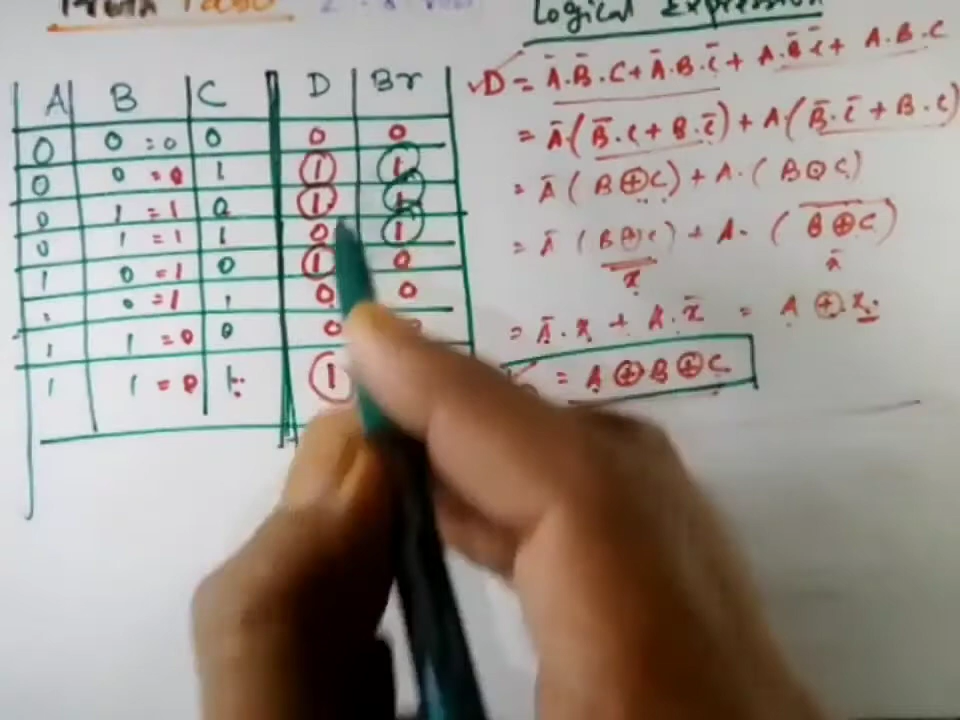 Truth Table
Logical Expression
A B C D Br
0 0 = 0 0 0 0
0 0 = 0 1 1 1
0 1 = 1 0 1 1
0 1 = 1 1 0 1
1 0 = 1 0 1 0
0 = 1 1 0 0
1 1 = 0 0 0
1 1 = 0 1 1
D = Ā.B̄.C + Ā.B.C̄ + A.B̄.C̄ + A.B.C
= Ā(B̄.C + B.C̄) + A(B̄.C̄ + B.C)
= Ā (B⊕C) + A.(B⊙C)
= Ā (B⊕C) + A. (B⊕C)
x x̄
= Ā.x + A.x̄ = A⊕x.
= A⊕B⊕C